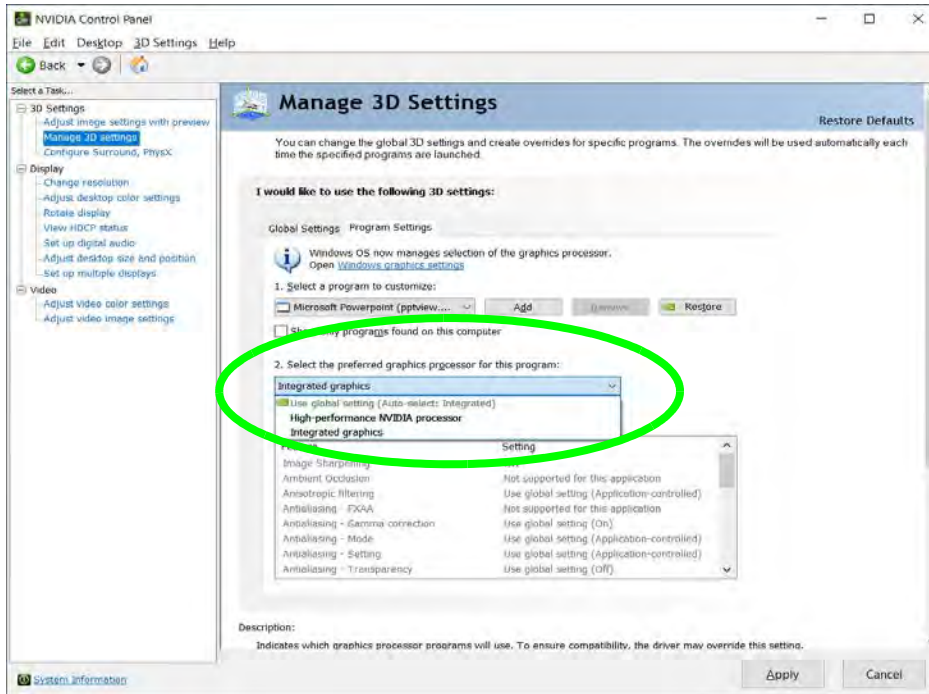 NVIDIA Control Panel
File Edit Desktop 3D Settings Help
Back
Select a Task...
3D Settings
Adjust image settings with preview
Manage 3D settings
Configure Surround, PhysX
Display
Change resolution
Adjust desktop color settings
Rotate display
View HDCP status
Set up digital audio
Adjust desktop size and position
Set up multiple displays
Video
Adjust video color settings
Adjust video image settings
System Information
Manage 3D Settings
Restore Defaults
You can change the global 3D settings and create overrides for specific programs. The overrides will be used automatically each
time the specified programs are launched.
I would like to use the following 3D settings:
Global Settings Program Settings
Windows OS now manages selection of the graphics processor.
Open Windows graphics settings
1. Select a program to customize:
Microsoft Powerpoint (pptview.... Add Remove Restore
only programs found on this computer
2. Select the preferred graphics processor for this program:
Integrated graphics
Use global setting (Auto-select: Integrated)
High-performance NVIDIA processor
Integrated graphics
Setting
Image Sharpening
Ambient Occlusion Not supported for this application
Anisotropic filtering Use global setting (Application-controlled)
Antialiasing - FXAA Not supported for this application
Antialiasing - Gamma correction Use global setting (On)
Antialiasing - Mode Use global setting (Application-controlled)
Antialiasing - Setting Use global setting (Application-controlled)
Antialiasing - Transparency Use global setting (Off)
Description:
Indicates which graphics processor programs will use. To ensure compatibility, the driver may override this setting.
Apply Cancel